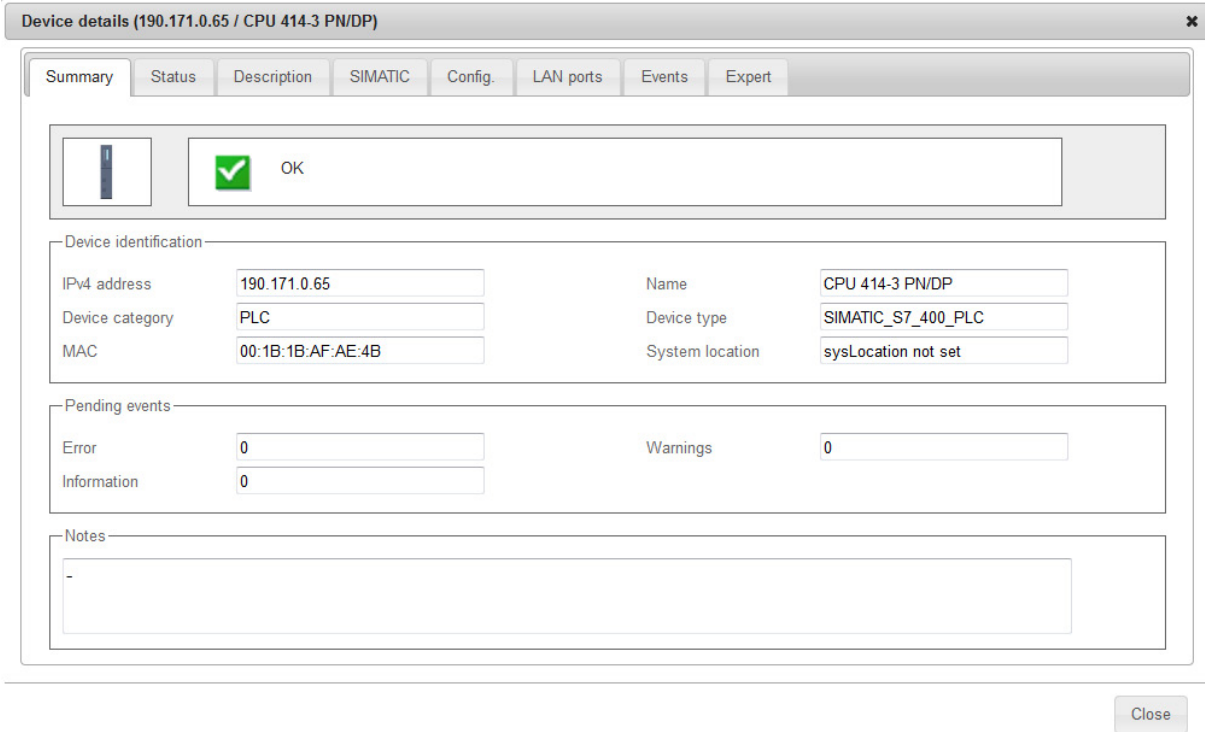 Device details (190.171.0.65 / CPU 414-3 PN/DP)
Summary Status Description SIMATIC Config. LAN ports Events Expert
OK
Device identification
IPv4 address 190.171.0.65 Name CPU 414-3 PN/DP
Device category PLC Device type SIMATIC_S7_400_PLC
MAC 00:1B:1B:AF:AE:4B System location sysLocation not set
Pending events
Error 0 Warnings 0
Information 0
Notes
-
Close